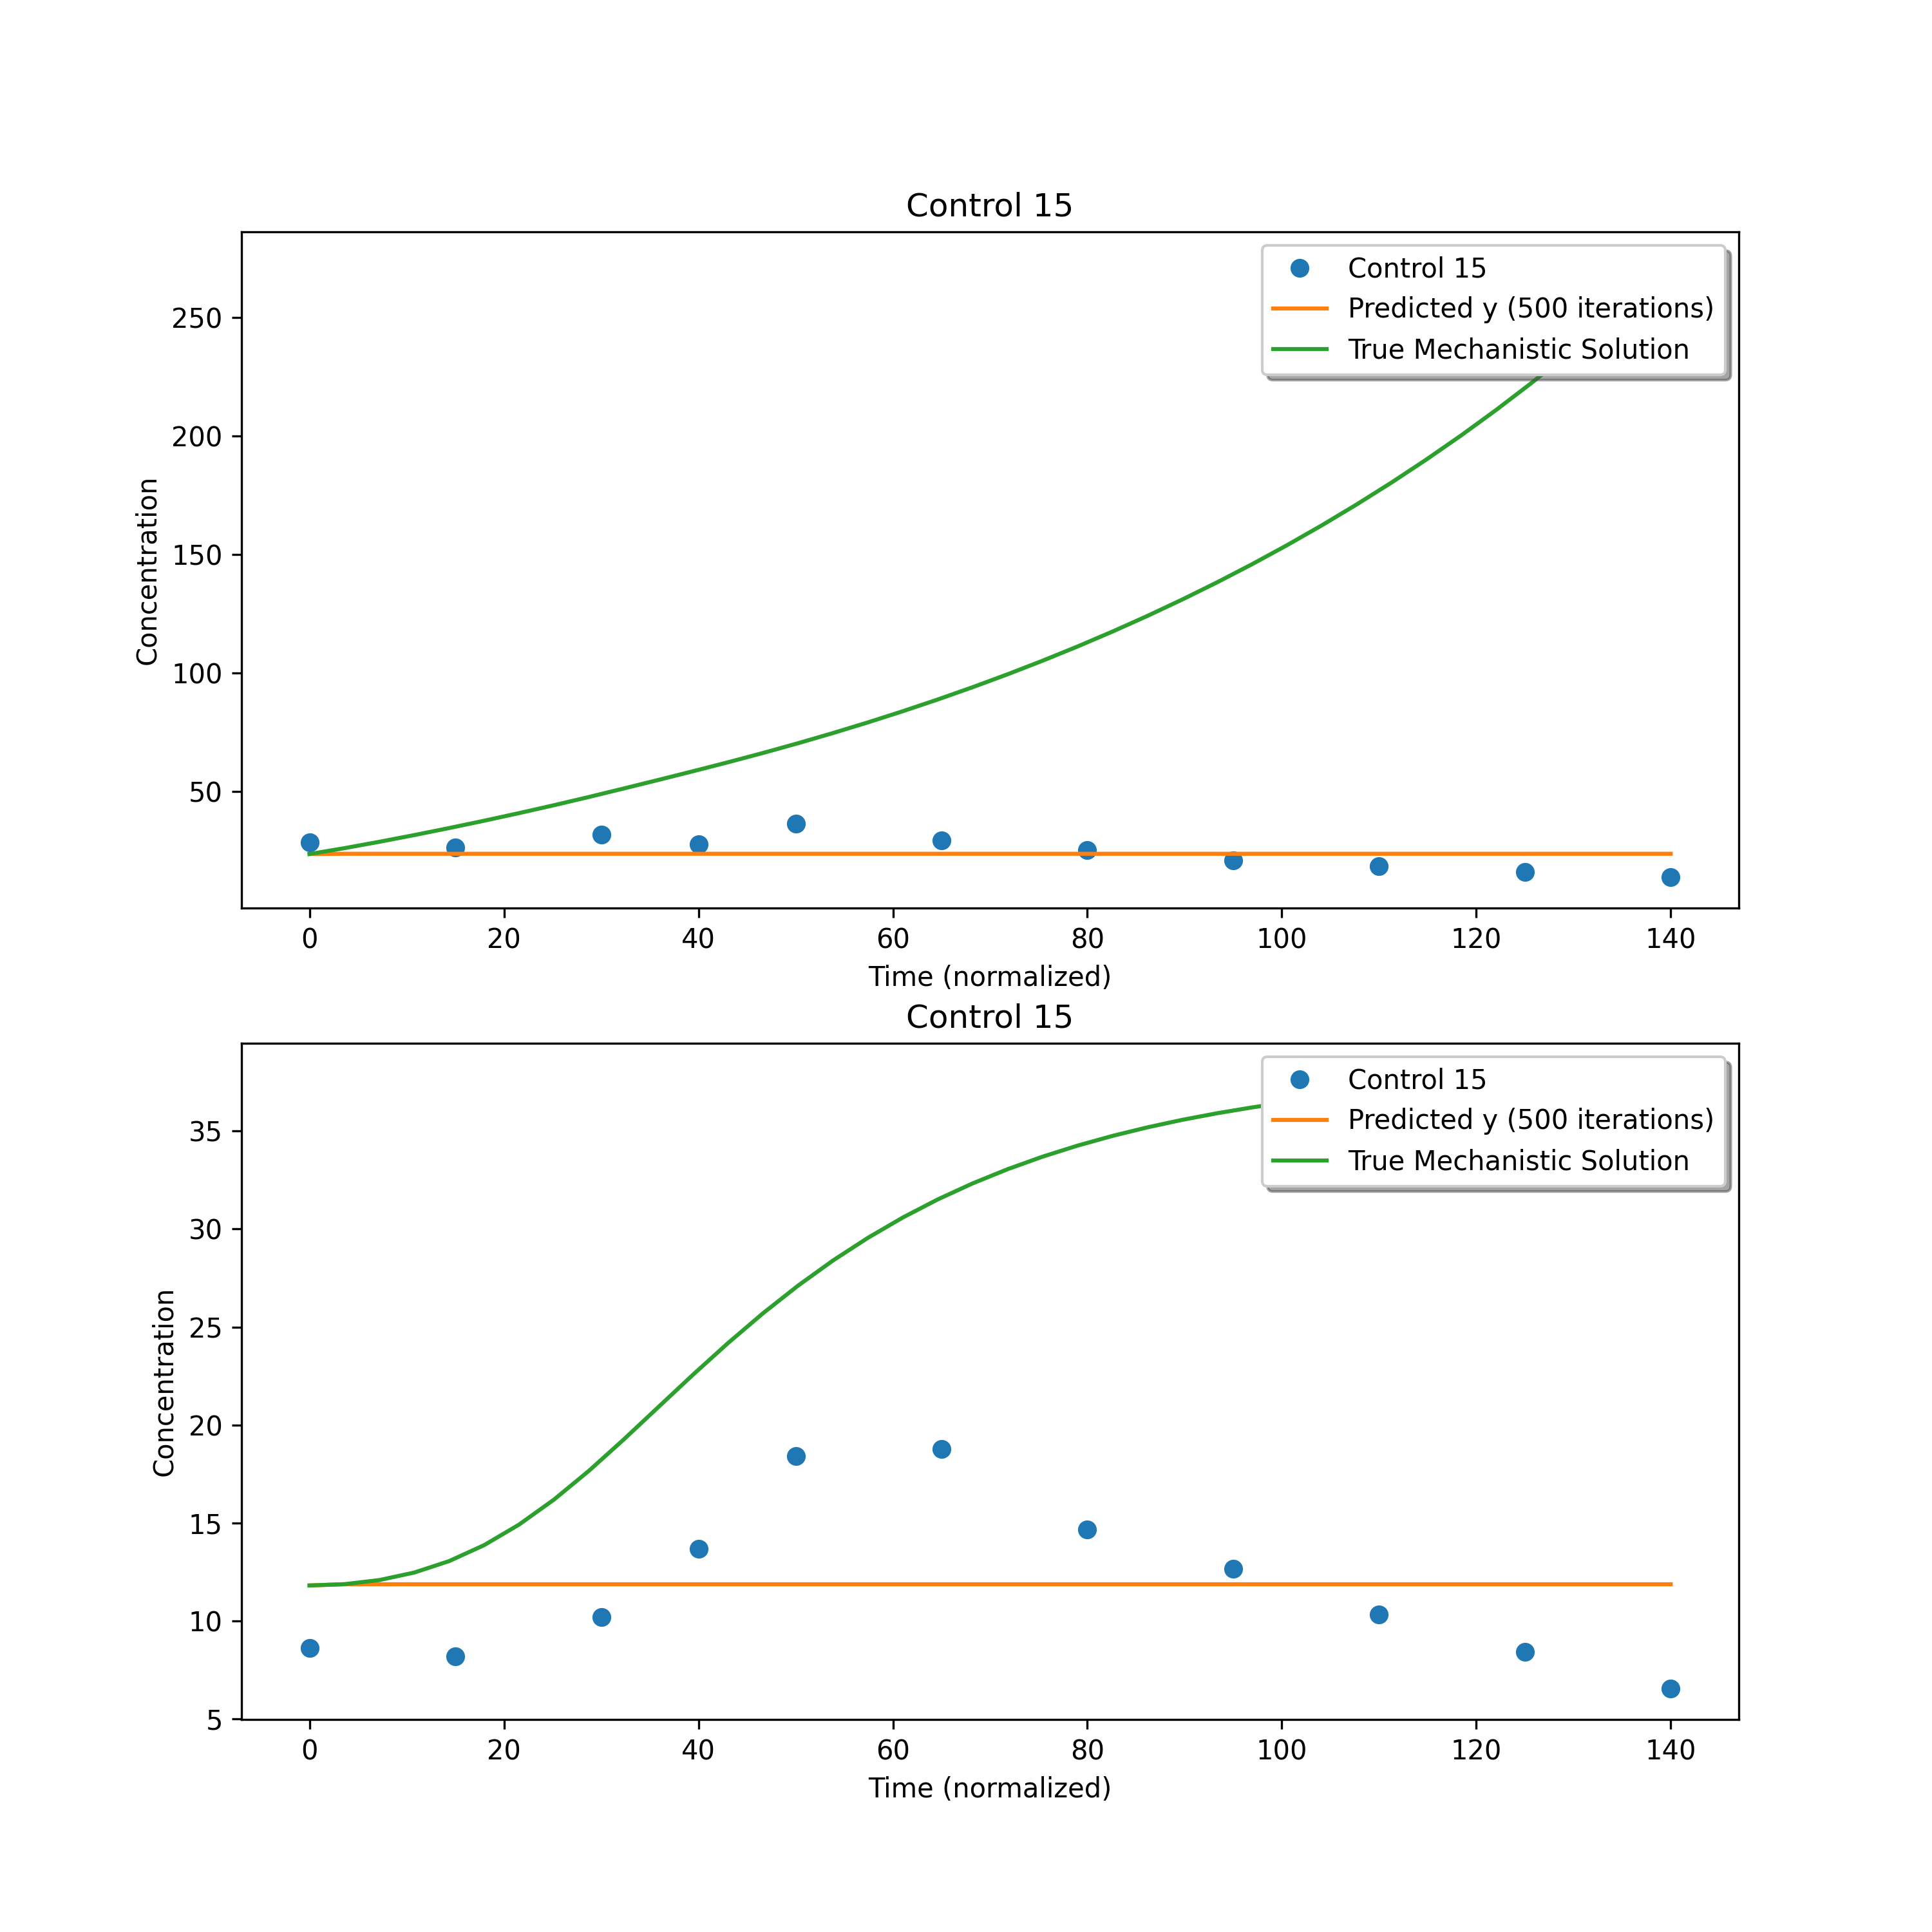 Control 15
Control 15
Predicted y (500 iterations)
True Mechanistic Solution
250
200
150
100
50
Concentration
0 20 40 60 80 100 120 140
Time (normalized)
Control 15
Control 15
Predicted y (500 iterations)
True Mechanistic Solution
35
30
25
20
15
10
5
Concentration
0 20 40 60 80 100 120 140
Time (normalized)